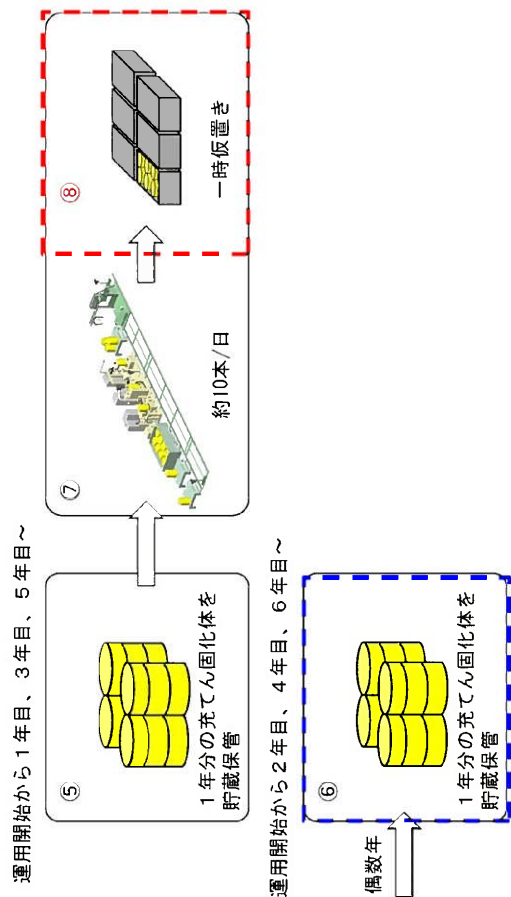 運用開始から１年目、３年目、５年目～
⑤
１年分の充てん固化体を
貯蔵保管
⑦
約10本/日
⑧
一時仮置き
運用開始から２年目、４年目、６年目～
偶数年
⑥
１年分の充てん固化体を
貯蔵保管